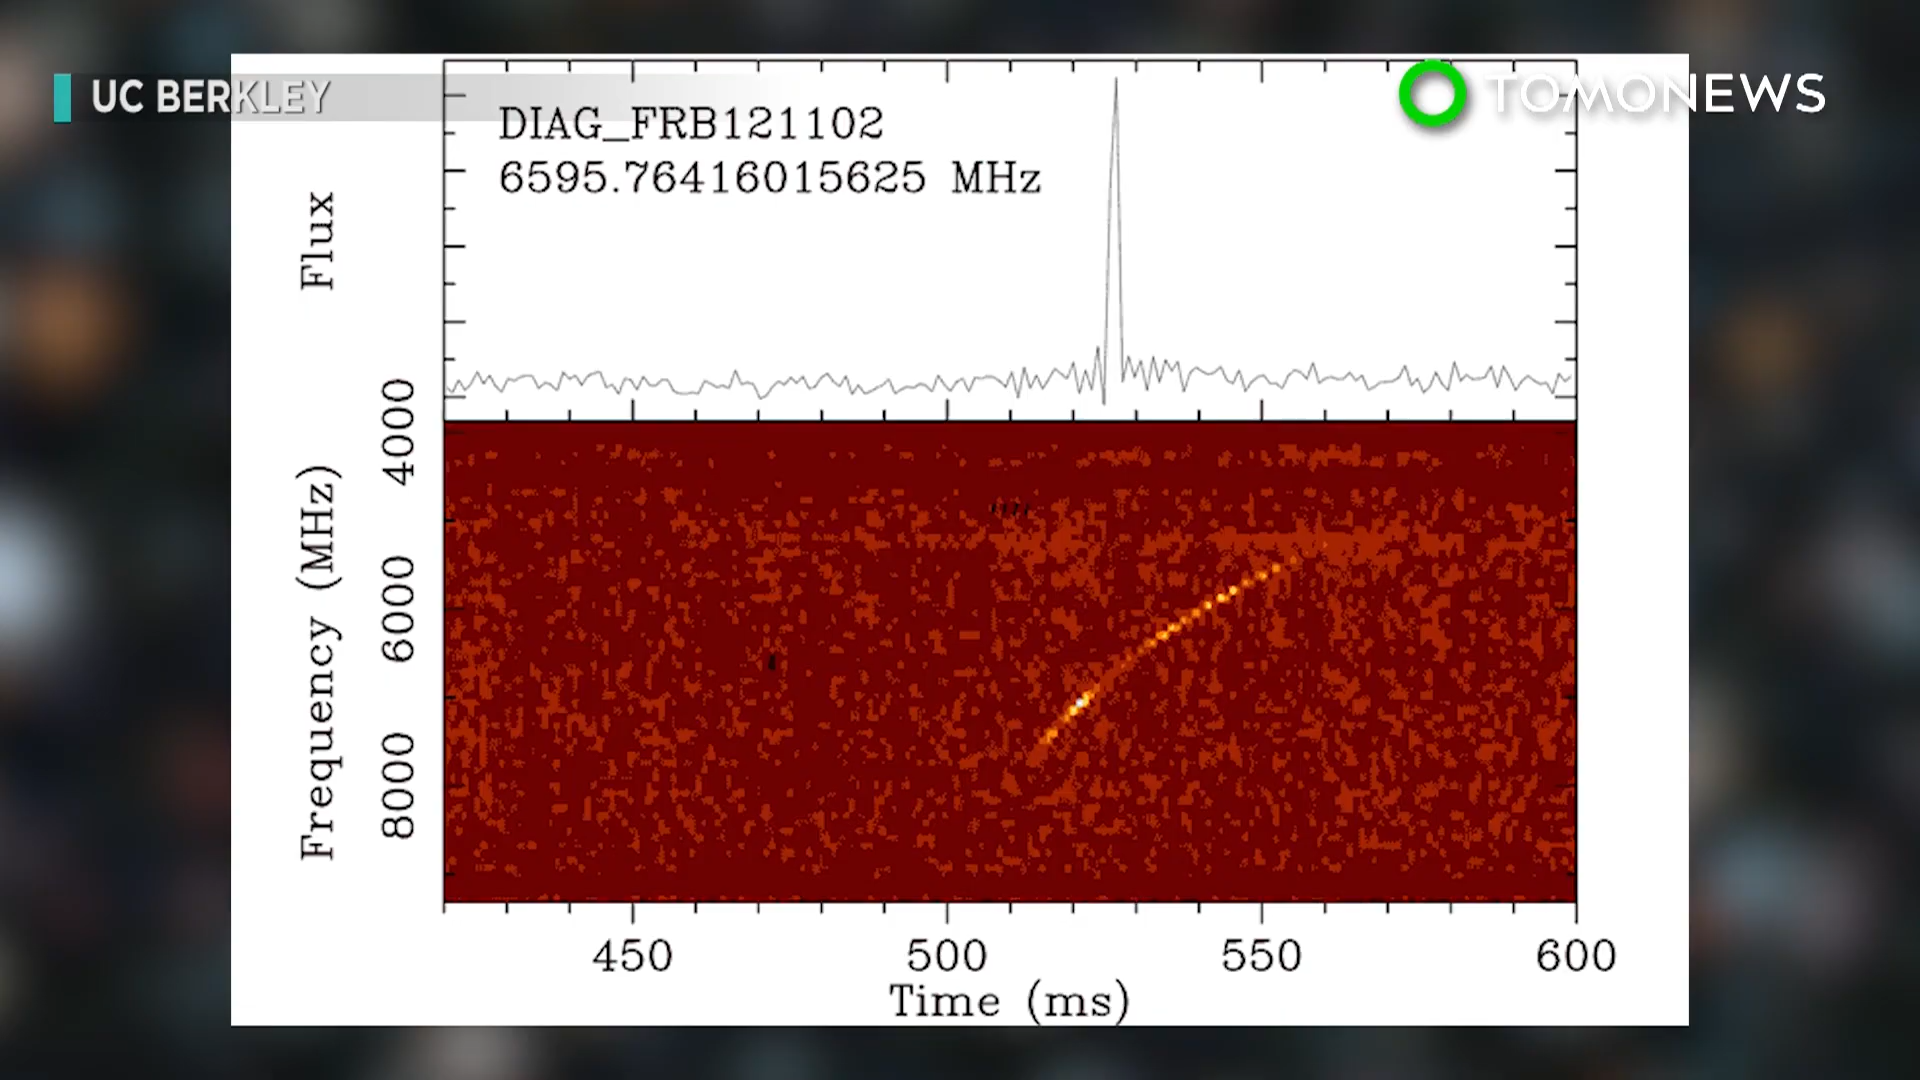 UC BERKLEY
TOMONEWS
DIAG_FRB121102
6595.76416015625 MHz
Flux
4000
6000
8000
Frequency (MHz)
450 500 550 600
Time (ms)